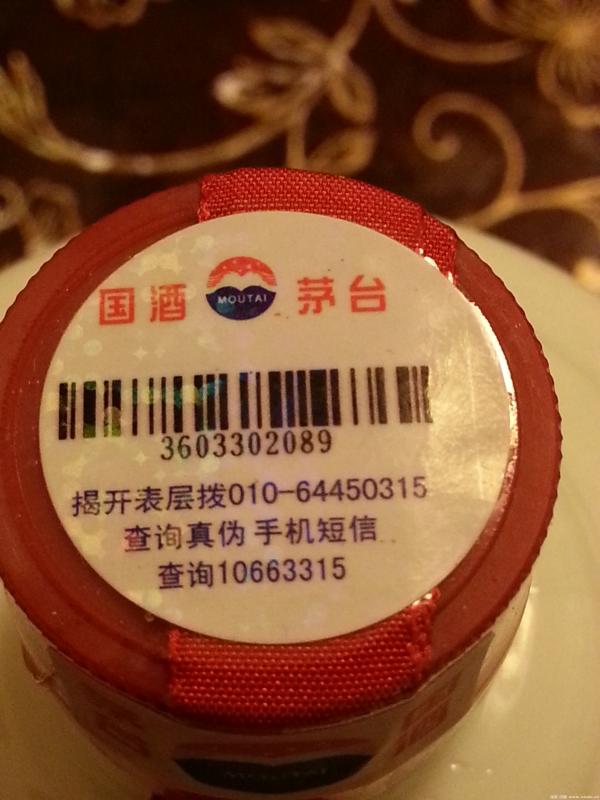 国酒 MOUTAI 茅台
3603302089
揭开表层拨010-64450315
查询真伪 手机短信
查询10663315
MOUTAI